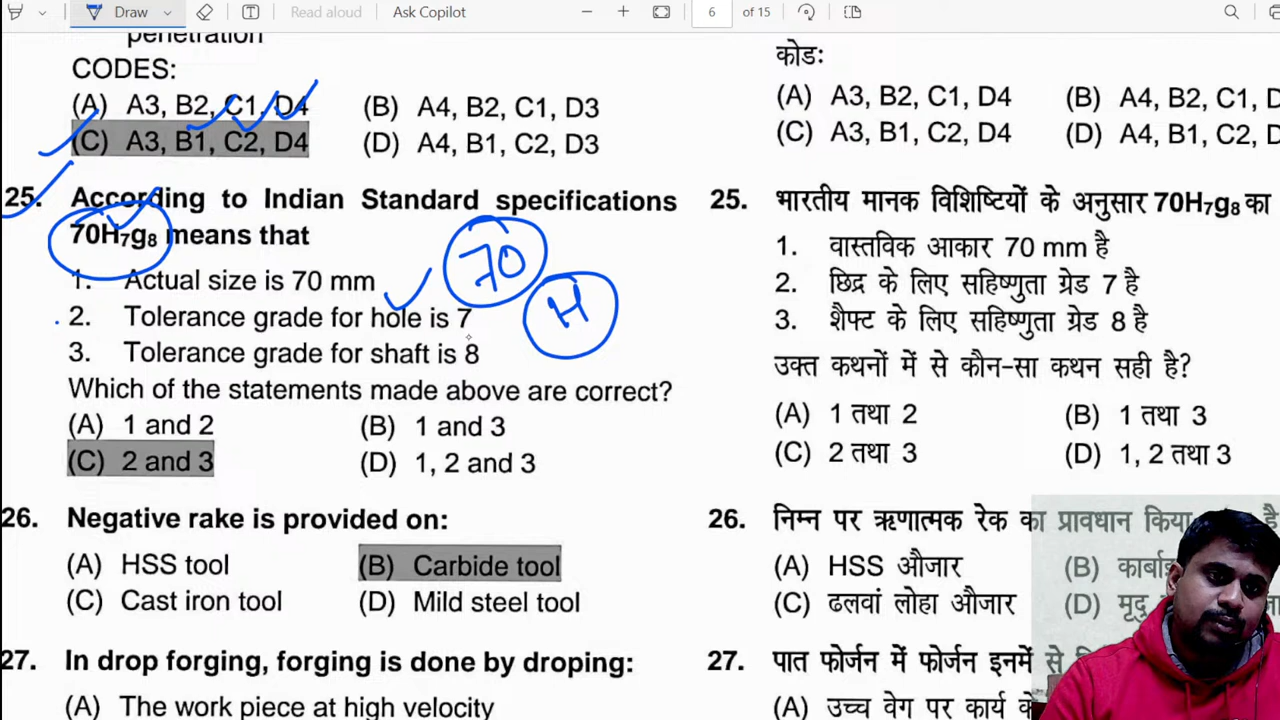 Draw
Read aloud
Ask Copilot
6 of 15
penetration
CODES:
(A) A3, B2, C1, D4 (B) A4, B2, C1, D3
(C) A3, B1, C2, D4 (D) A4, B1, C2, D3
25. According to Indian Standard specifications
70H₇g₈ means that
1. Actual size is 70 mm
2. Tolerance grade for hole is 7
3. Tolerance grade for shaft is 8
Which of the statements made above are correct?
(A) 1 and 2 (B) 1 and 3
(C) 2 and 3 (D) 1, 2 and 3
70
H
26. Negative rake is provided on:
(A) HSS tool (B) Carbide tool
(C) Cast iron tool (D) Mild steel tool
27. In drop forging, forging is done by droping:
(A) The work piece at high velocity
कोडः
(A) A3, B2, C1, D4 (B) A4, B2, C1, D
(C) A3, B1, C2, D4 (D) A4, B1, C2, D
25. भारतीय मानक विशिष्टियों के अनुसार 70H₇g₈ का
1. वास्तविक आकार 70 mm है
2. छिद्र के लिए सहिष्णुता ग्रेड 7 है
3. शैफ्ट के लिए सहिष्णुता ग्रेड 8 है
उक्त कथनों में से कौन-सा कथन सही है?
(A) 1 तथा 2 (B) 1 तथा 3
(C) 2 तथा 3 (D) 1, 2 तथा 3
26. निम्न पर ऋणात्मक रेक का प्रावधान किया है
(A) HSS औजार (B)
(C) ढलवां लोहा औजार (D)
27. पात फोर्जन में फोर्जन इनमें से
(A) उच्च वेग पर कार्य